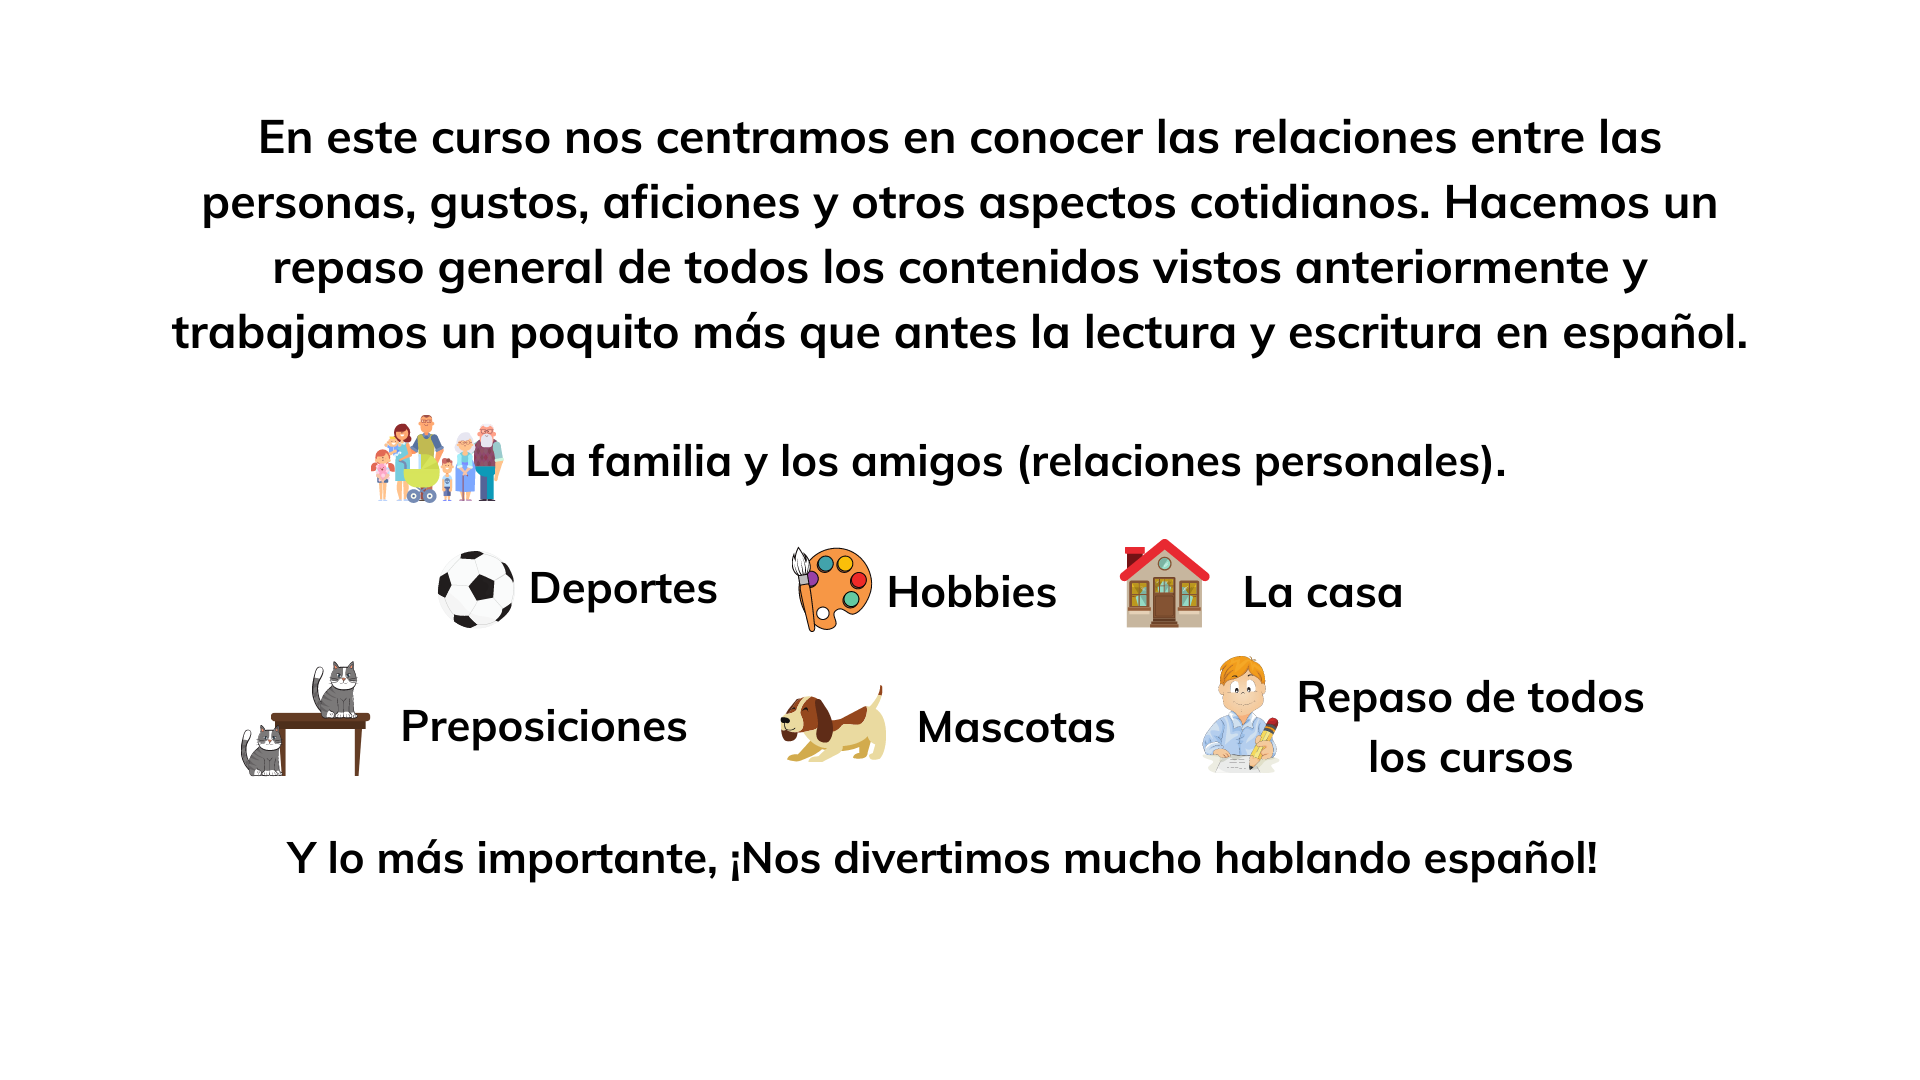 En este curso nos centramos en conocer las relaciones entre las
personas, gustos, aficiones y otros aspectos cotidianos. Hacemos un
repaso general de todos los contenidos vistos anteriormente y
trabajamos un poquito más que antes la lectura y escritura en español.
La familia y los amigos (relaciones personales).
Deportes
Hobbies
La casa
Preposiciones
Mascotas
Repaso de todos
los cursos
Y lo más importante, ¡Nos divertimos mucho hablando español!